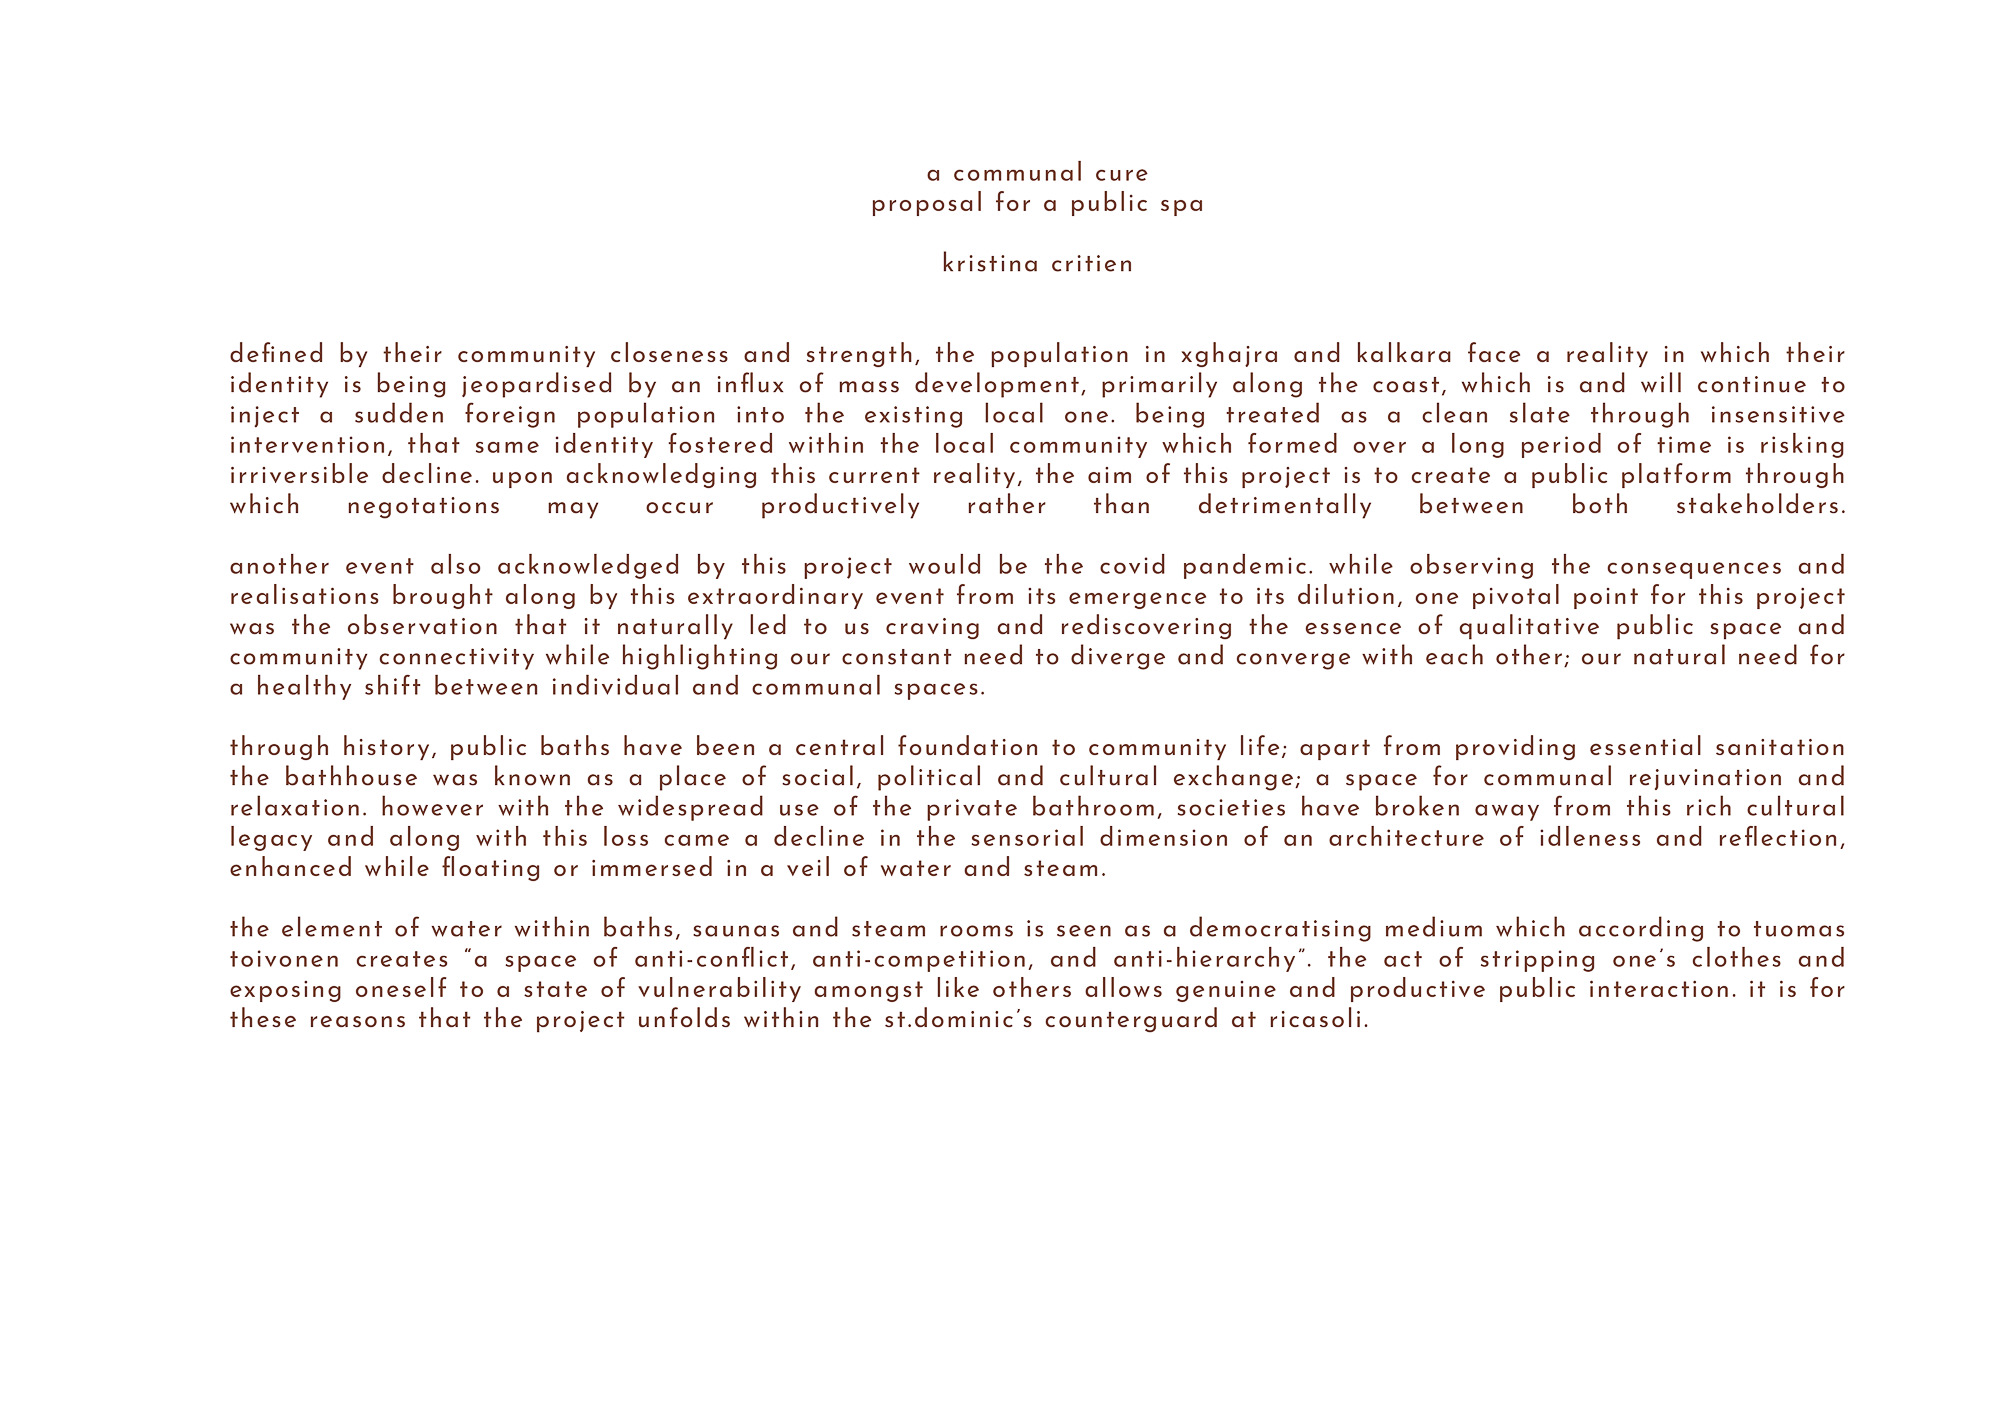 a communal cure
proposal for a public spa
kristina critien
defined by their community closeness and strength, the population in xghajra and kalkara face a reality in which their
identity is being jeopardised by an influx of mass development, primarily along the coast, which is and will continue to
inject a sudden foreign population into the existing local one. being treated as a clean slate through insensitive
intervention, that same identity fostered within the local community which formed over a long period of time is risking
irriversible decline. upon acknowledging this current reality, the aim of this project is to create a public platform through
which negotations may occur productively rather than detrimentally between both stakeholders.
another event also acknowledged by this project would be the covid pandemic. while observing the consequences and
realisations brought along by this extraordinary event from its emergence to its dilution, one pivotal point for this project
was the observation that it naturally led to us craving and rediscovering the essence of qualitative public space and
community connectivity while highlighting our constant need to diverge and converge with each other; our natural need for
a healthy shift between individual and communal spaces.
through history, public baths have been a central foundation to community life; apart from providing essential sanitation
the bathhouse was known as a place of social, political and cultural exchange; a space for communal rejuvination and
relaxation. however with the widespread use of the private bathroom, societies have broken away from this rich cultural
legacy and along with this loss came a decline in the sensorial dimension of an architecture of idleness and reflection,
enhanced while floating or immersed in a veil of water and steam.
the element of water within baths, saunas and steam rooms is seen as a democratising medium which according to tuomas
toivonen creates “a space of anti-conflict, anti-competition, and anti-hierarchy”. the act of stripping one’s clothes and
exposing oneself to a state of vulnerability amongst like others allows genuine and productive public interaction. it is for
these reasons that the project unfolds within the st.dominic’s counterguard at ricasoli.